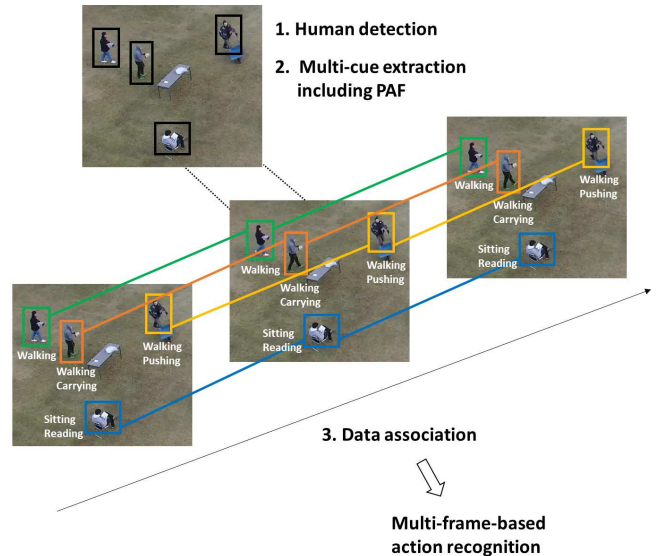 1. Human detection
2. Multi-cue extraction
including PAF
Walking
Walking
Carrying
Walking
Pushing
Sitting
Reading
Walking
Walking
Carrying
Walking
Pushing
Sitting
Reading
Walking
Walking
Carrying
Walking
Pushing
Sitting
Reading
3. Data association
Multi-frame-based
action recognition